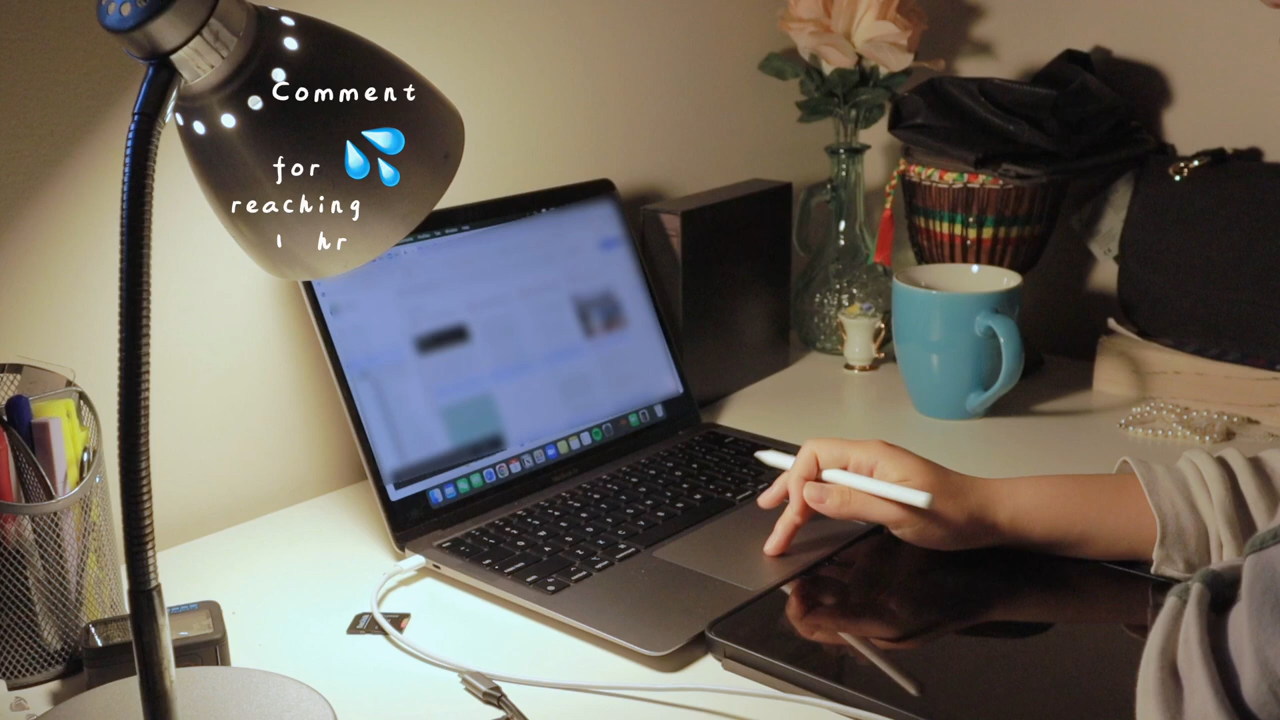 Comment
for 💦
reaching
1 hr